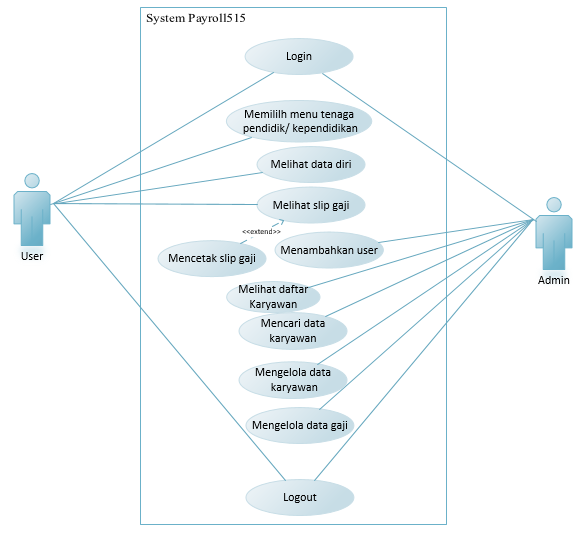 System Payroll515
Login
Memililh menu tenaga
pendidik/ kependidikan
Melihat data diri
Melihat slip gaji
<<extend>>
Menambahkan user
Mencetak slip gaji
User
Admin
Melihat daftar
Karyawan
Mencari data
karyawan
Mengelola data
karyawan
Mengelola data gaji
Logout